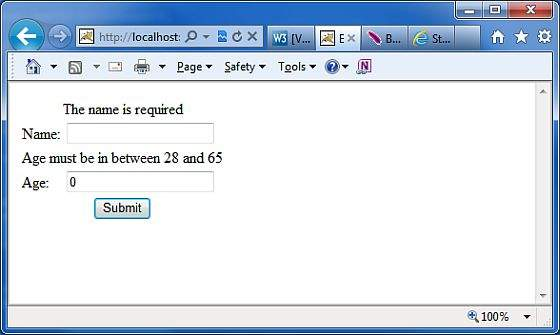 http://localhost:
W3 [V... E B... St...
Page Safety Tools
The name is required
Name:
Age must be in between 28 and 65
Age: 0
Submit
100%